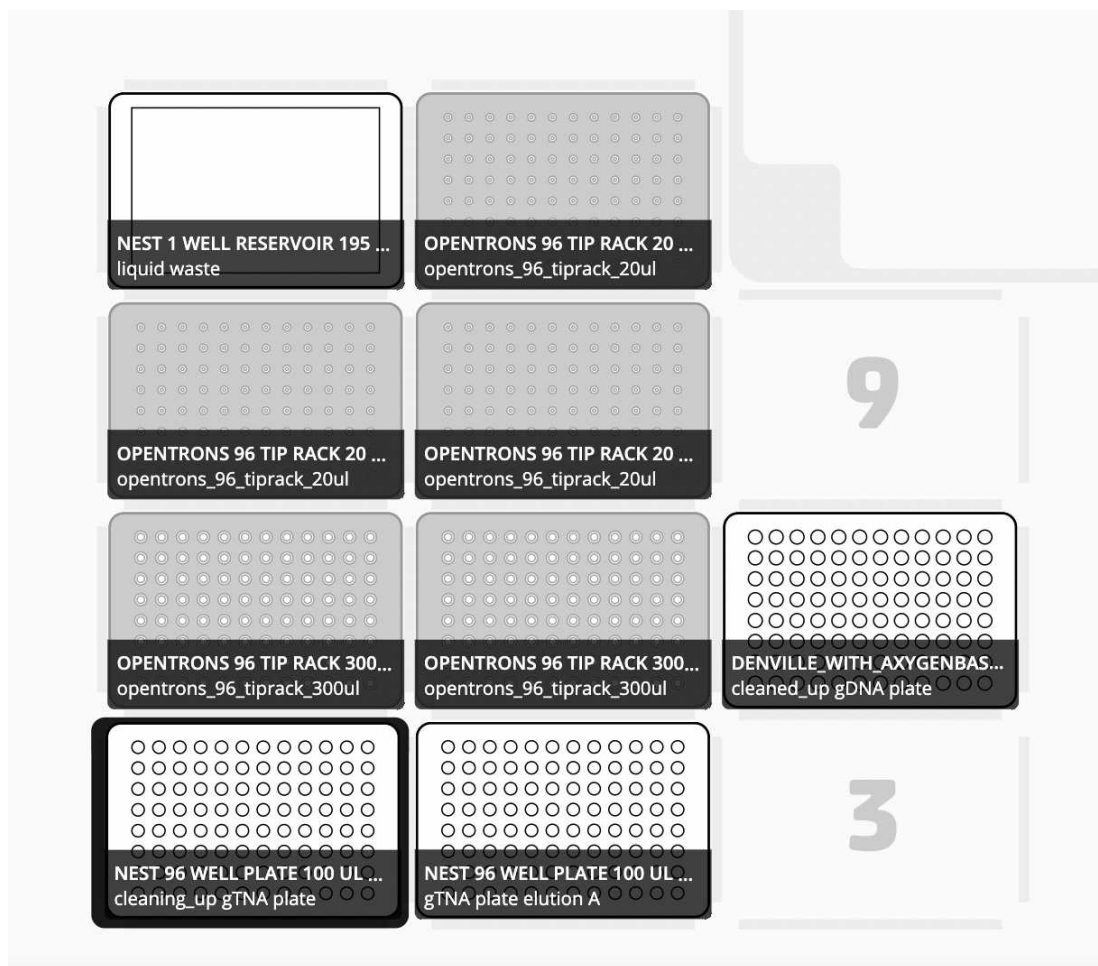 NEST 1 WELL RESERVOIR 195 ...
liquid waste
OPENTRONS 96 TIP RACK 20 ...
opentrons_96_tiprack_20ul
OPENTRONS 96 TIP RACK 20 ...
opentrons_96_tiprack_20ul
OPENTRONS 96 TIP RACK 20 ...
opentrons_96_tiprack_20ul
9
OPENTRONS 96 TIP RACK 300...
opentrons_96_tiprack_300ul
OPENTRONS 96 TIP RACK 300...
opentrons_96_tiprack_300ul
DENVILLE_WITH_AXYGENBAS...
cleaned_up gDNA plate
NEST 96 WELL PLATE 100 UL ...
cleaning_up gTNA plate
NEST 96 WELL PLATE 100 UL ...
gTNA plate elution A
3